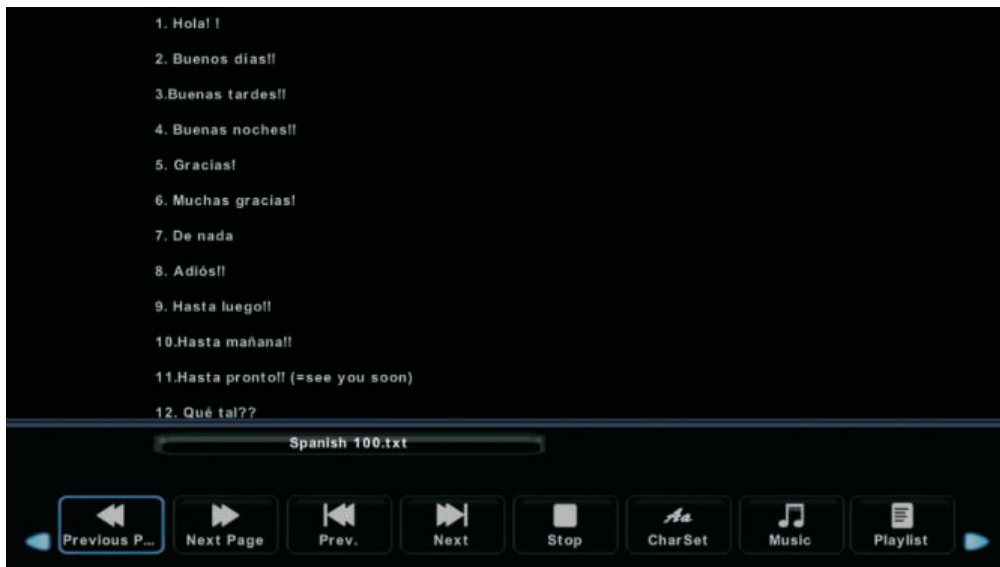 1. Hola! !
2. Buenos días!!
3.Buenas tardes!!
4. Buenas noches!!
5. Gracias!
6. Muchas gracias!
7. De nada
8. Adiós!!
9. Hasta luego!!
10.Hasta mañana!!
11.Hasta pronto!! (=see you soon)
12. Qué tal??
Spanish 100.txt
Previous P... Next Page Prev. Next Stop Aa CharSet Music Playlist